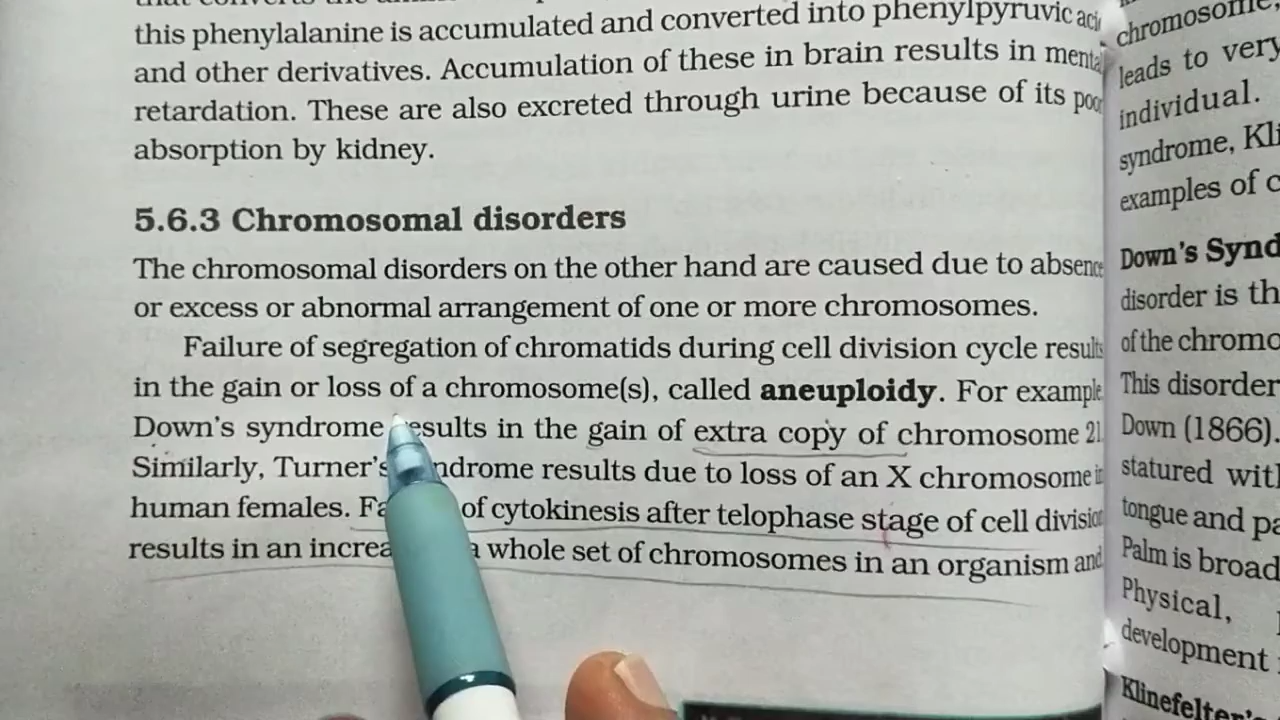 this phenylalanine is accumulated and converted into phenylpyruvic
and other derivatives. Accumulation of these in brain results in
retardation. These are also excreted through urine because of its
absorption by kidney.
5.6.3 Chromosomal disorders
The chromosomal disorders on the other hand are caused due to
or excess or abnormal arrangement of one or more chromosomes.
Failure of segregation of chromatids during cell division cycle
in the gain or loss of a chromosome(s), called aneuploidy. For
Down's syndrome results in the gain of extra copy of chromosome 21
Similarly, Turner's results due to loss of an X chromosome
human females. of cytokinesis after telophase stage of cell
results in an a whole set of chromosomes in an organism and
chromosome,
leads to very
individual.
syndrome,
examples of
Down's
disorder is
of the
This disorder
Down (1866).
statured
tongue and
Palm is broad
Physical,
development
Klinefelter's